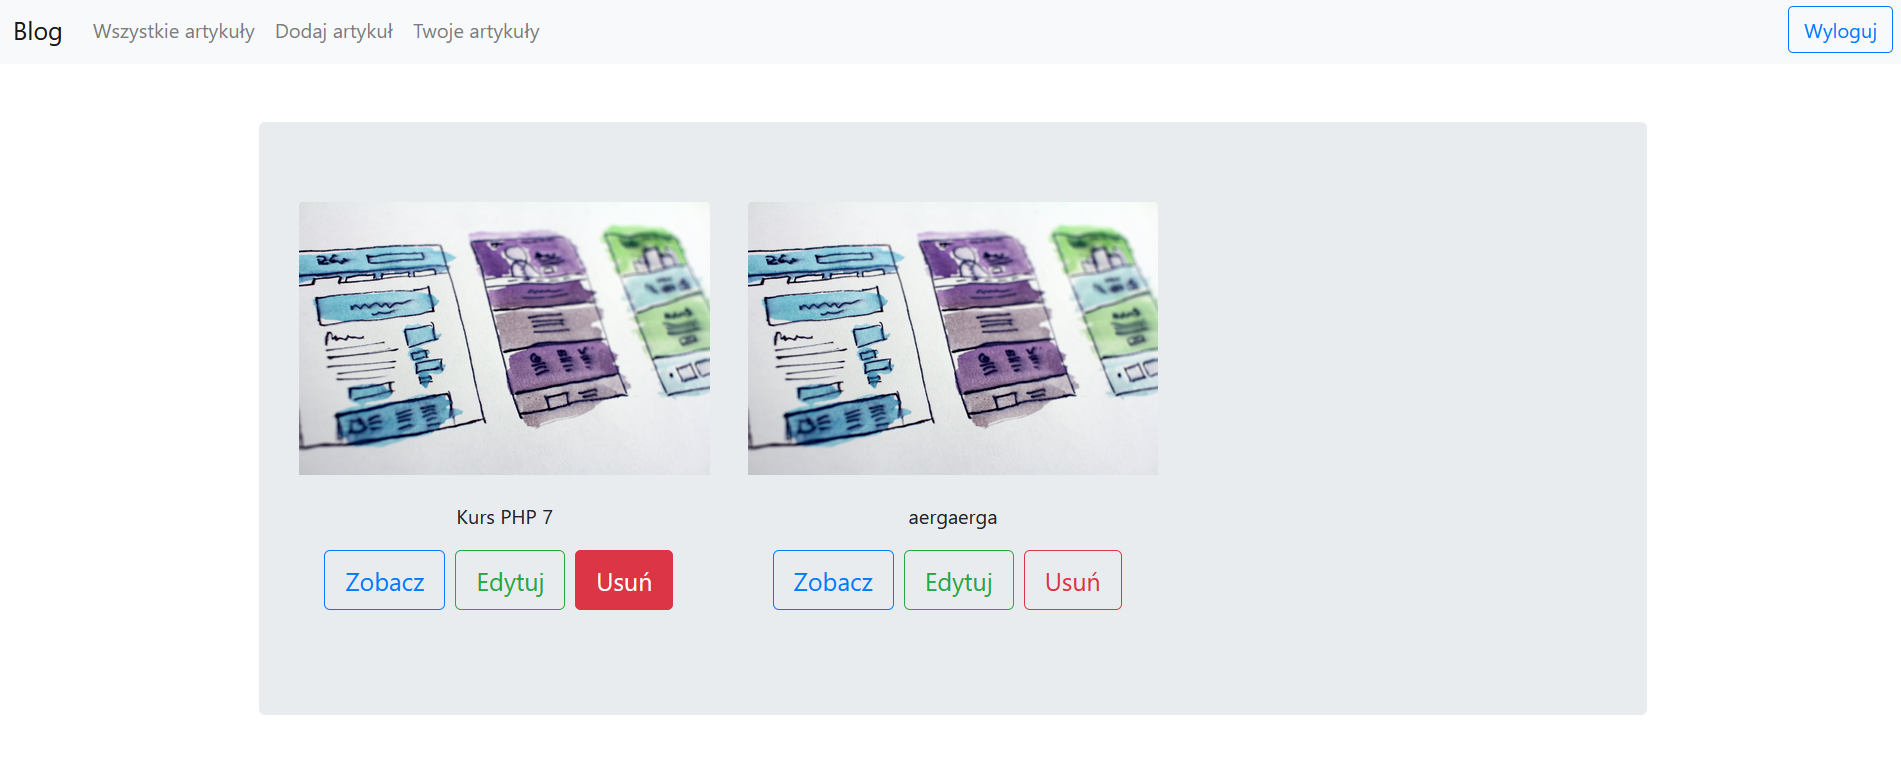 Blog Wszystkie artykuły Dodaj artykuł Twoje artykuły Wyloguj
Kurs PHP 7
aergaerga
Zobacz Edytuj Usuń
Zobacz Edytuj Usuń